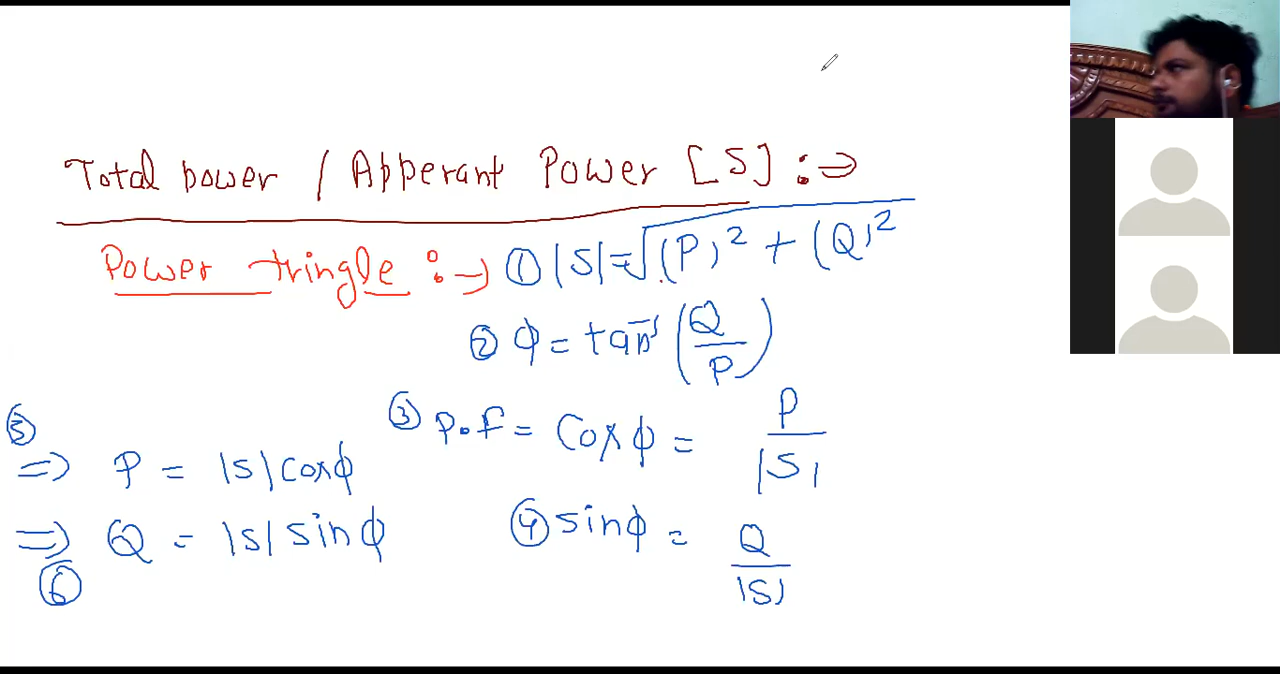 Total power / Apperant Power [S] :⇒
Power tringle :→ ① |S| = √(P)² + (Q)²
② φ = tan⁻¹ (Q/P)
③ P.f = Cosφ = P/|S|
⑤ ⇒ P = |S| cosφ
④ sinφ = Q/|S|
⇒ Q = |S| sinφ
⑥